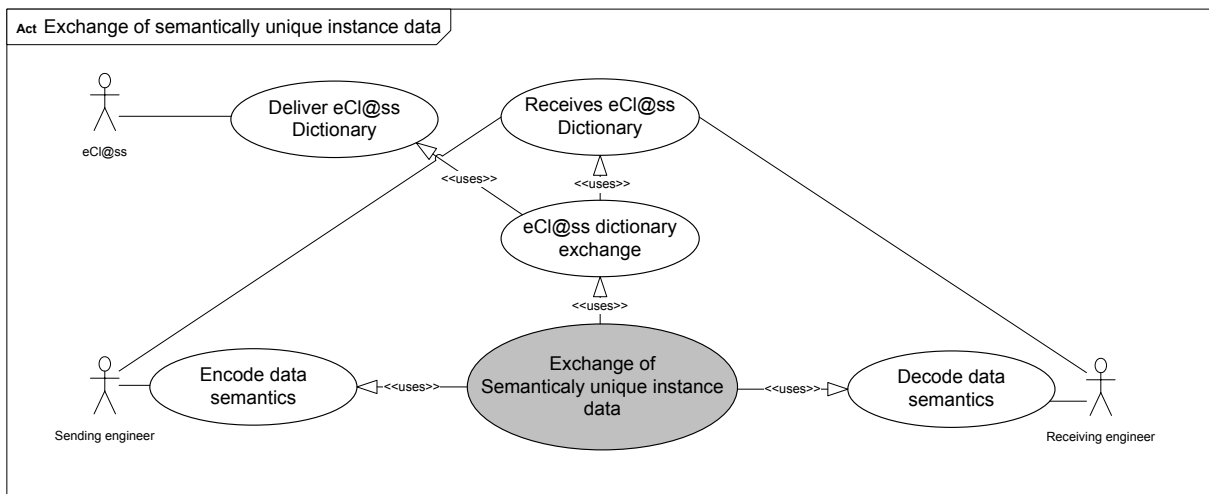 Act Exchange of semantically unique instance data
Deliver eCl@ss
Dictionary
Receives eCl@ss
Dictionary
eCl@ss
<<uses>>
<<uses>>
eCl@ss dictionary
exchange
<<uses>>
Exchange of
Semanticaly unique instance
data
Encode data
semantics
<<uses>>
<<uses>>
Decode data
semantics
Sending engineer
Receiving engineer